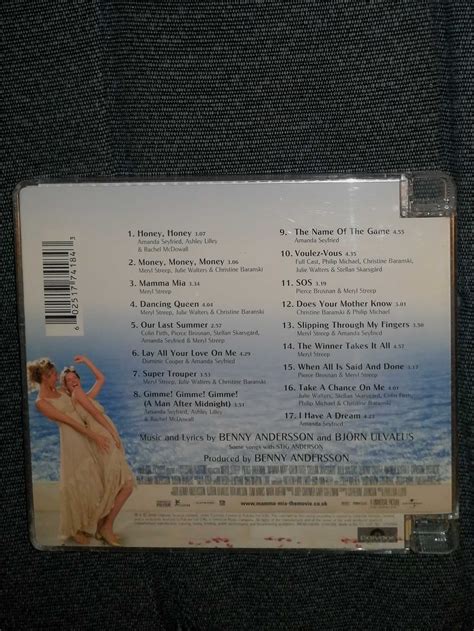 1. Honey, Honey 3.07
Amanda Seyfried, Ashley Lilley
& Rachel McDowall
2. Money, Money, Money 3.06
Meryl Streep, Julie Walters & Christine Baranski
3. Mamma Mia 3.34
Meryl Streep
4. Dancing Queen 4.04
Meryl Streep, Julie Walters & Christine Baranski
5. Our Last Summer 2.57
Colin Firth, Pierce Brosnan, Stellan Skarsgård,
Amanda Seyfried & Meryl Streep
6. Lay All Your Love On Me 4.29
Dominic Cooper & Amanda Seyfried
7. Super Trouper 3.53
Meryl Streep, Julie Walters & Christine Baranski
8. Gimme! Gimme! Gimme!
(A Man After Midnight) 3.51
Amanda Seyfried, Ashley Lilley
& Rachel McDowall
9. The Name Of The Game 4.55
Amanda Seyfried
10. Voulez-Vous 4.35
Full Cast, Philip Michael, Christine Baranski,
Julie Walters & Stellan Skarsgård
11. SOS 3.19
Pierce Brosnan & Meryl Streep
12. Does Your Mother Know 3.01
Christine Baranski & Philip Michael
13. Slipping Through My Fingers 3.50
Meryl Streep & Amanda Seyfried
14. The Winner Takes It All 4.57
Meryl Streep
15. When All Is Said And Done
Pierce Brosnan & Meryl Streep
16. Take A Chance On Me
Julie Walters, Stellan Skarsgård, Colin Firth,
Philip Michael & Christine Baranski
17. I Have A Dream
Amanda Seyfried
Music and Lyrics by BENNY ANDERSSON and BJÖRN ULVAEUS
Some songs with STIG ANDERSON
Produced by BENNY ANDERSSON
6 02517 74184 3
www.mamma-mia-themovie.co.uk